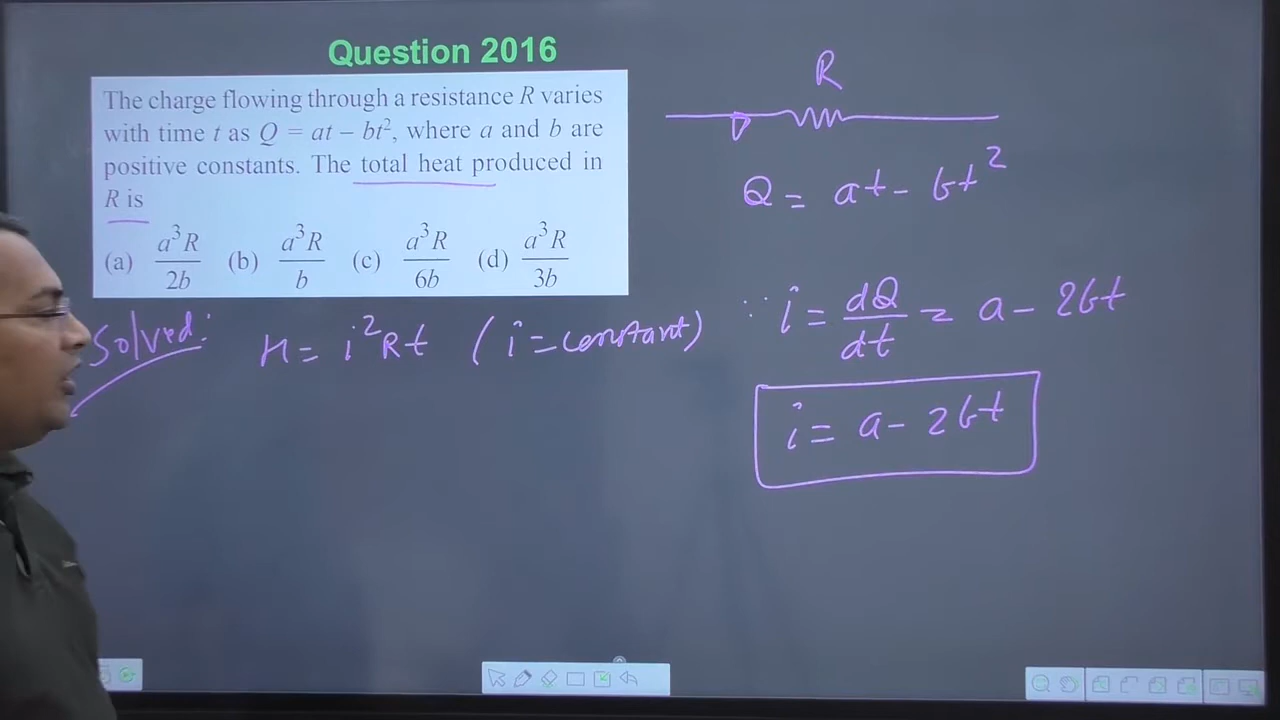 Question 2016
The charge flowing through a resistance R varies
with time t as Q = at – bt², where a and b are
positive constants. The total heat produced in
R is
(a) a³R/2b (b) a³R/b (c) a³R/6b (d) a³R/3b
Solved:
H = i²Rt (i = constant)
R
Q = at - bt²
∵ i = dQ/dt = a - 2bt
i = a - 2bt